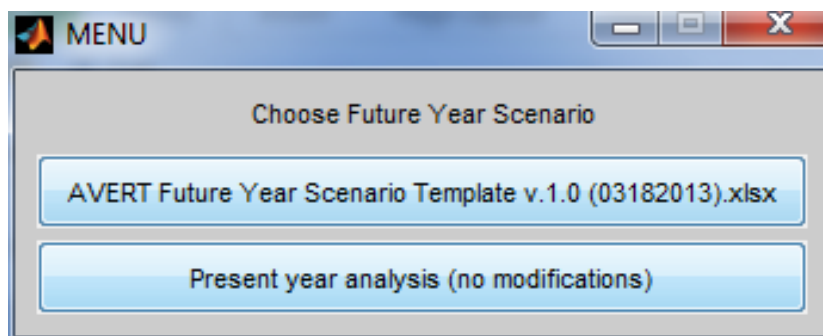 MENU
Choose Future Year Scenario
AVERT Future Year Scenario Template v.1.0 (03182013).xlsx
Present year analysis (no modifications)